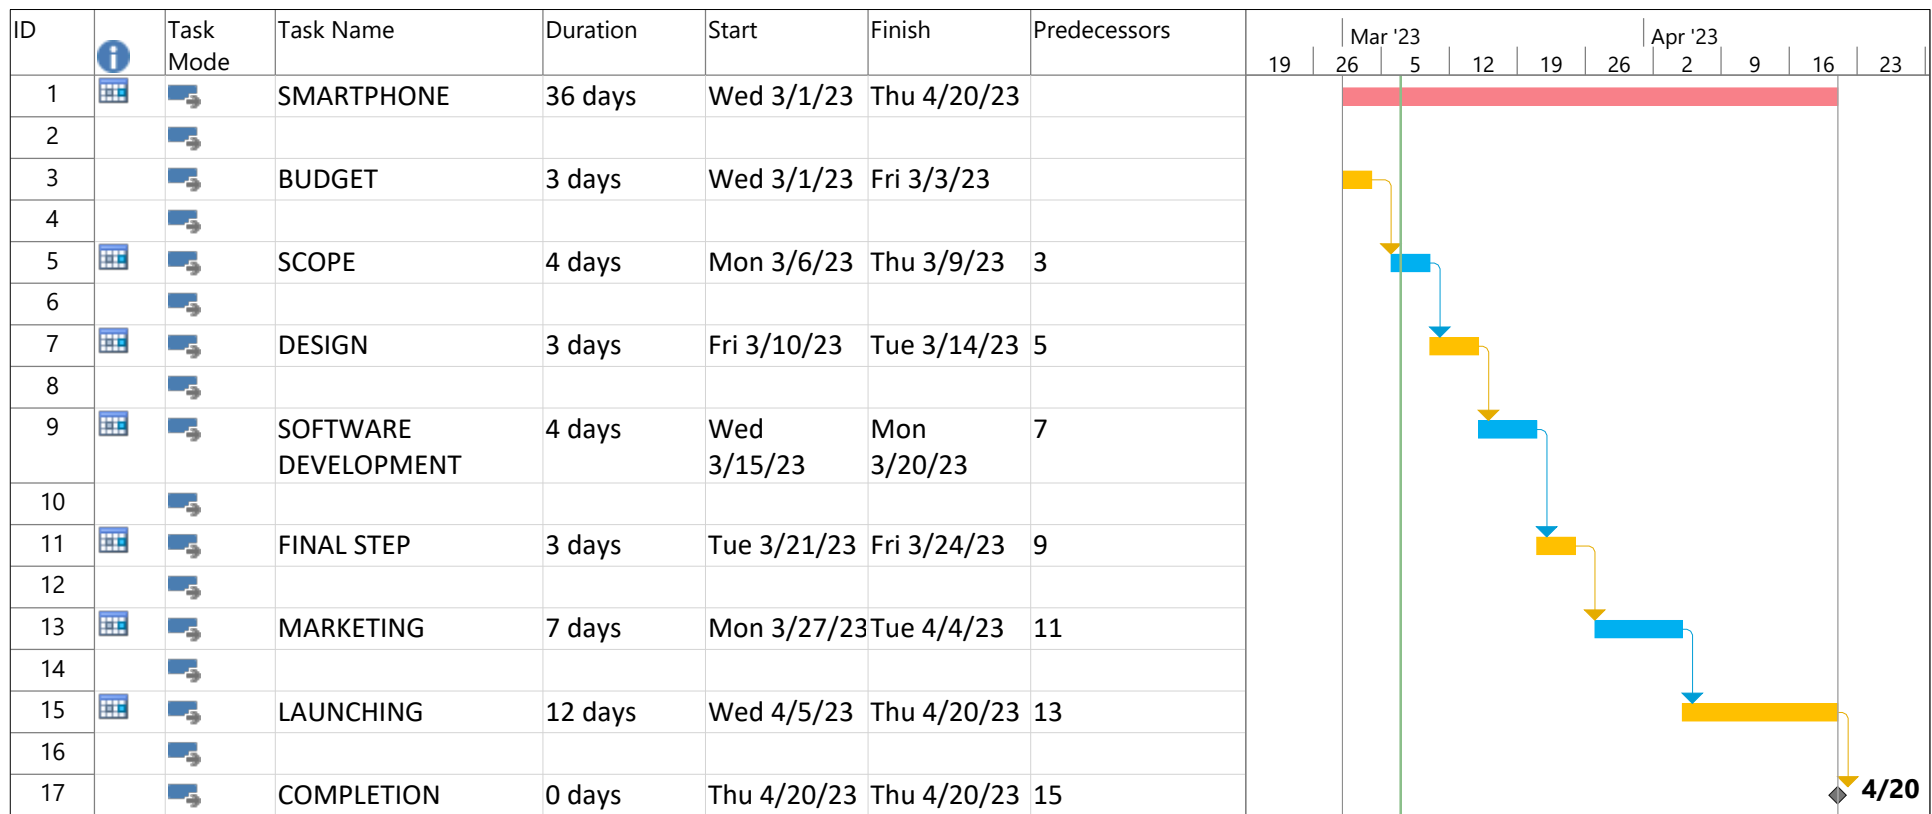 ID Task Mode Task Name Duration Start Finish Predecessors
Mar '23 Apr '23
19 26 5 12 19 26 2 9 16 23
1 SMARTPHONE 36 days Wed 3/1/23 Thu 4/20/23
2
3 BUDGET 3 days Wed 3/1/23 Fri 3/3/23
4
5 SCOPE 4 days Mon 3/6/23 Thu 3/9/23 3
6
7 DESIGN 3 days Fri 3/10/23 Tue 3/14/23 5
8
9 SOFTWARE DEVELOPMENT 4 days Wed 3/15/23 Mon 3/20/23 7
10
11 FINAL STEP 3 days Tue 3/21/23 Fri 3/24/23 9
12
13 MARKETING 7 days Mon 3/27/23 Tue 4/4/23 11
14
15 LAUNCHING 12 days Wed 4/5/23 Thu 4/20/23 13
16
17 COMPLETION 0 days Thu 4/20/23 Thu 4/20/23 15
4/20